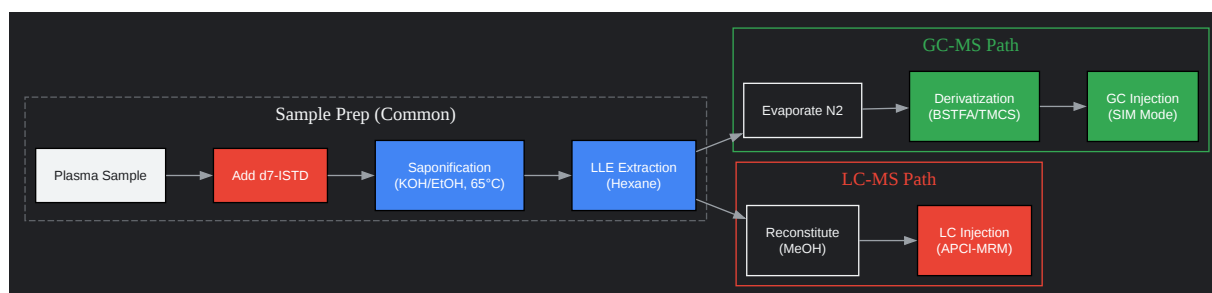 Sample Prep (Common)
Plasma Sample
Add d7-ISTD
Saponification
(KOH/EtOH, 65°C)
LLE Extraction
(Hexane)
GC-MS Path
Evaporate N2
Derivatization
(BSTFA/TMCS)
GC Injection
(SIM Mode)
LC-MS Path
Reconstitute
(MeOH)
LC Injection
(APCI-MRM)